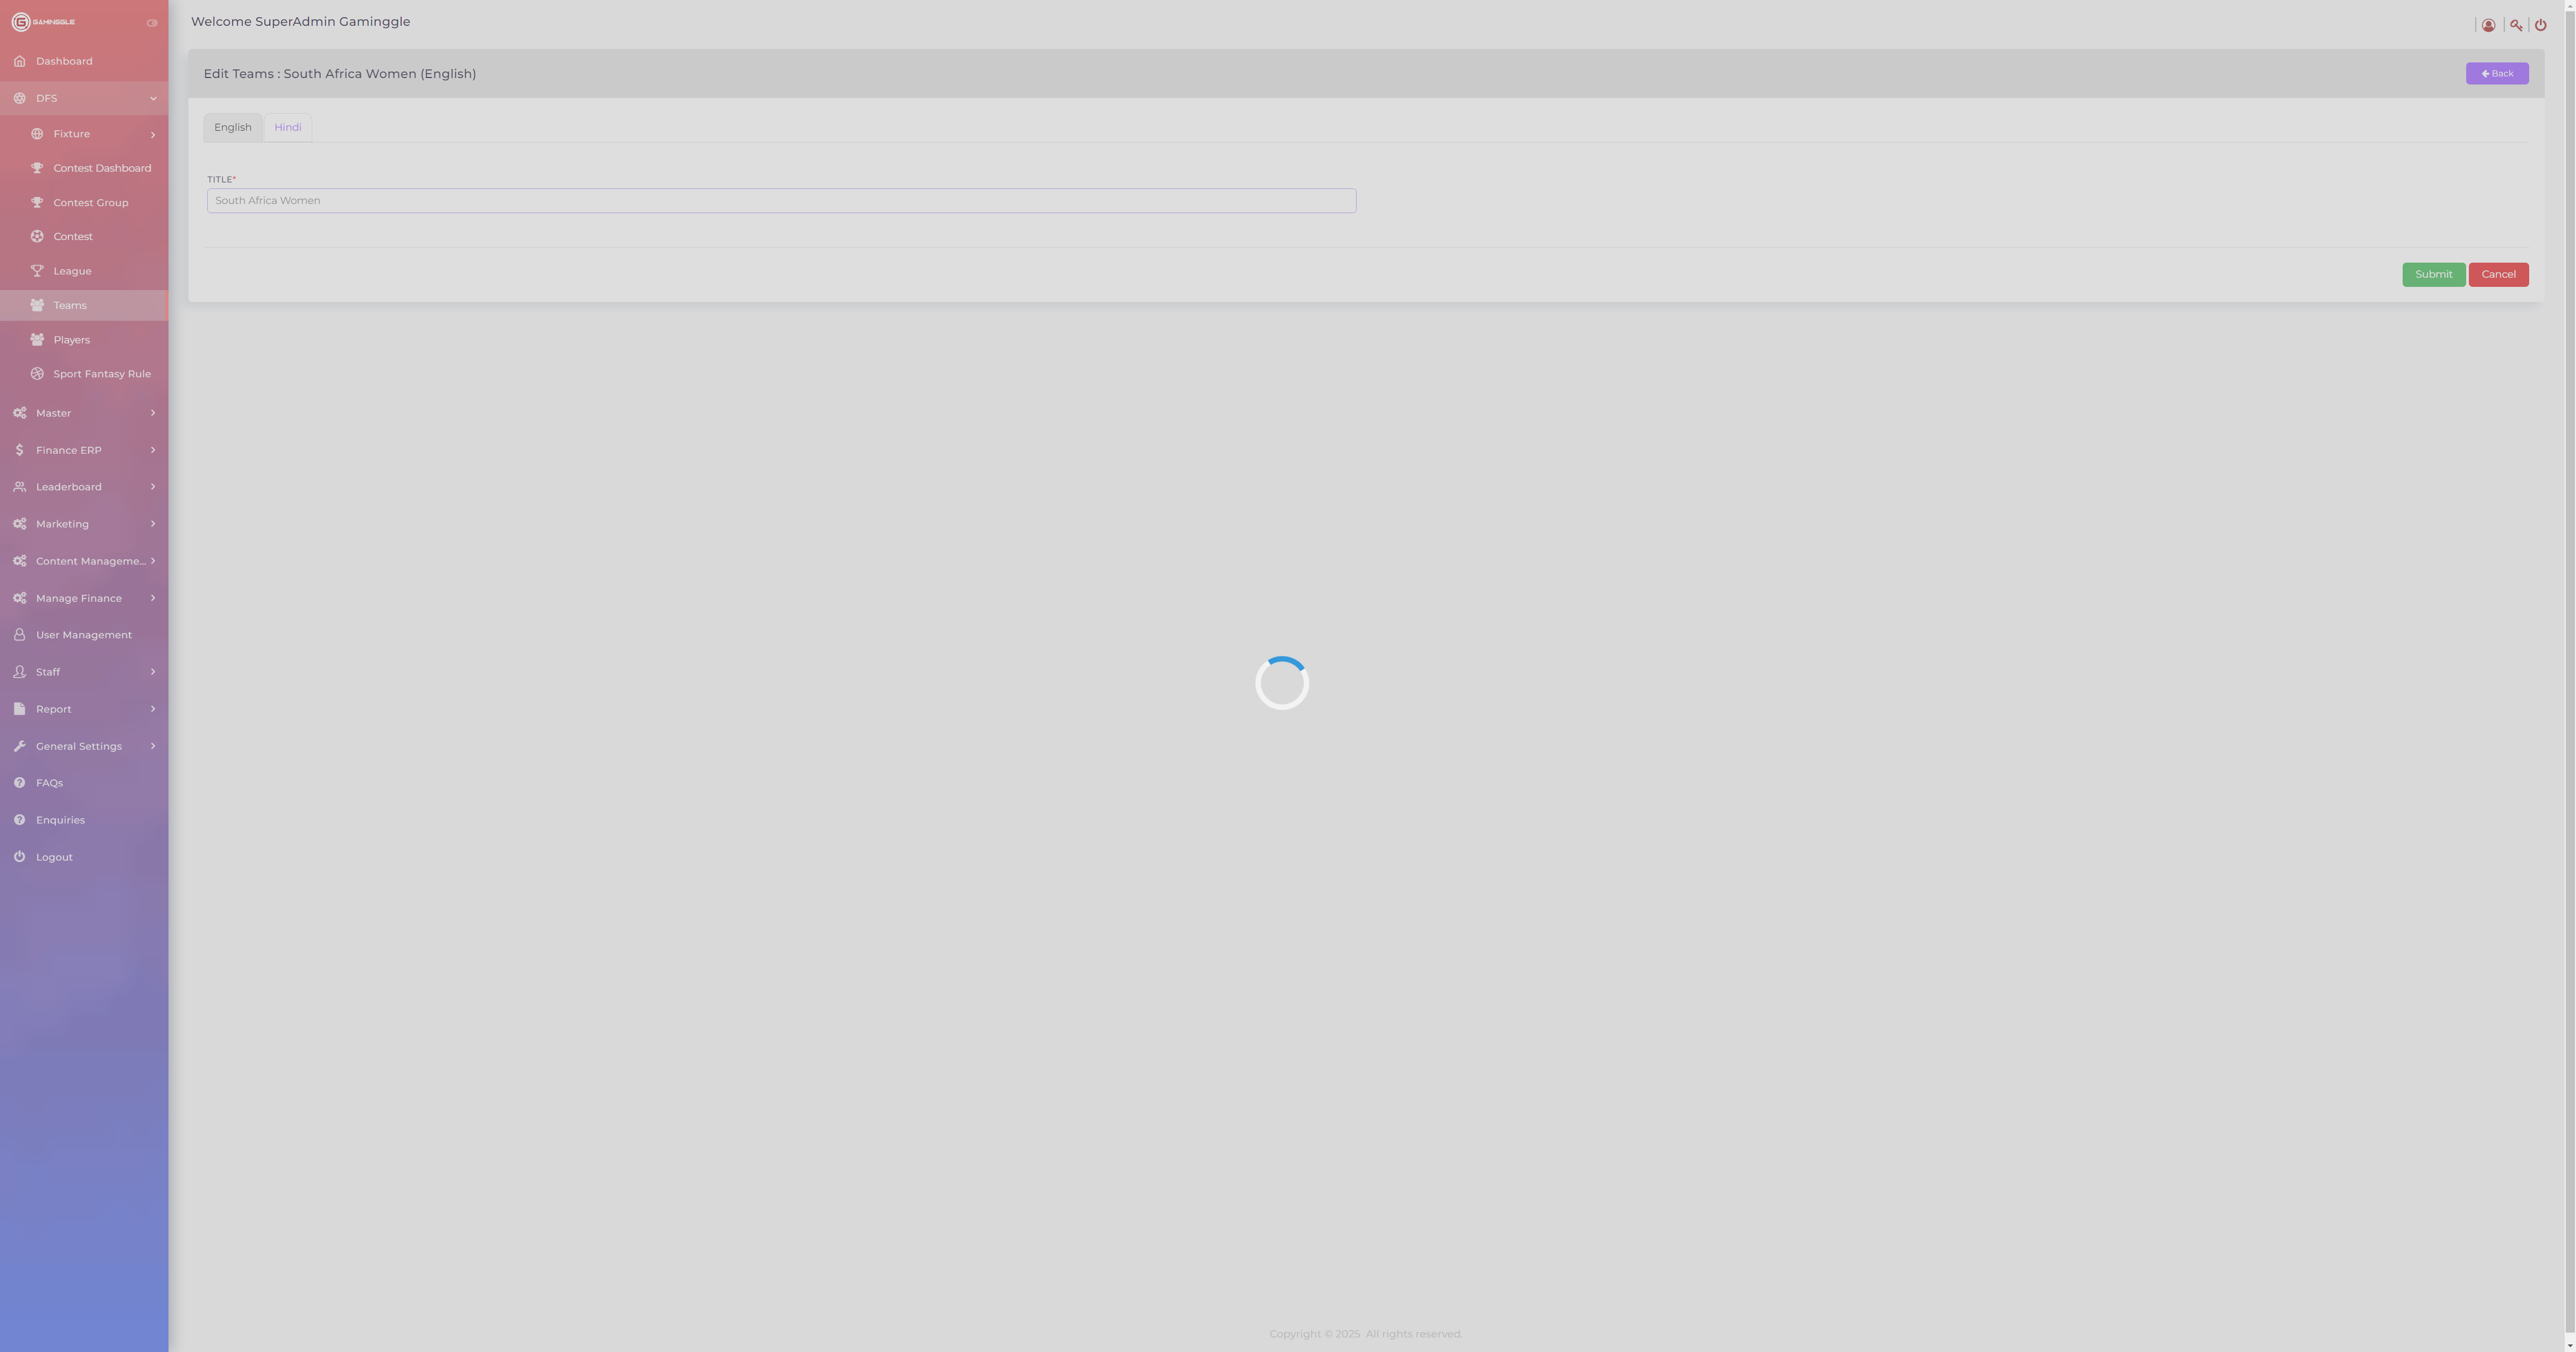 GAMINGGLE
Welcome SuperAdmin Gaminggle
Dashboard
DFS
Fixture
Contest Dashboard
Contest Group
Contest
League
Teams
Players
Sport Fantasy Rule
Master
Finance ERP
Leaderboard
Marketing
Content Manageme...
Manage Finance
User Management
Staff
Report
General Settings
FAQs
Enquiries
Logout
Edit Teams : South Africa Women (English)
Back
English Hindi
TITLE*
South Africa Women
Submit Cancel
Copyright © 2025 All rights reserved.